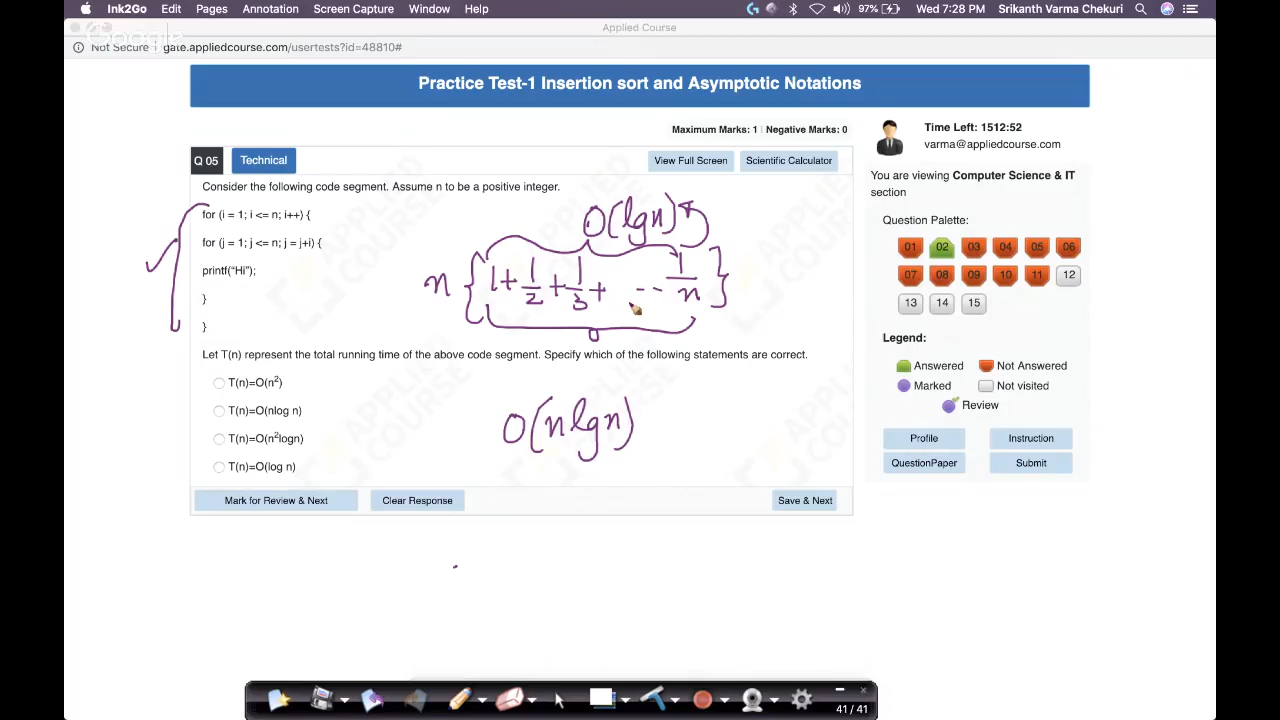 Ink2Go Edit Pages Annotation Screen Capture Window Help 97% Wed 7:28 PM Srikanth Varma Chekuri
Applied Course
Google
Not Secure gate.appliedcourse.com/usertests?id=48810#
Practice Test-1 Insertion sort and Asymptotic Notations
Maximum Marks: 1 | Negative Marks: 0
Q 05 Technical View Full Screen Scientific Calculator
Consider the following code segment. Assume n to be a positive integer.
for (i = 1; i <= n; i++) {
for (j = 1; j <= n; j = j+i) {
printf(“Hi”);
}
}
O(lgn)
n { 1 + 1/2 + 1/3 + -- 1/n }
Let T(n) represent the total running time of the above code segment. Specify which of the following statements are correct.
T(n)=O(n²)
T(n)=O(nlog n)
T(n)=O(n²logn)
T(n)=O(log n)
O(nlgn)
Mark for Review & Next Clear Response Save & Next
Time Left: 1512:52
varma@appliedcourse.com
You are viewing Computer Science & IT
section
Question Palette:
01 02 03 04 05 06
07 08 09 10 11 12
13 14 15
Legend:
Answered Not Answered
Marked Not visited
Review
Profile Instruction
QuestionPaper Submit
APPLIED COURSE
41 / 41